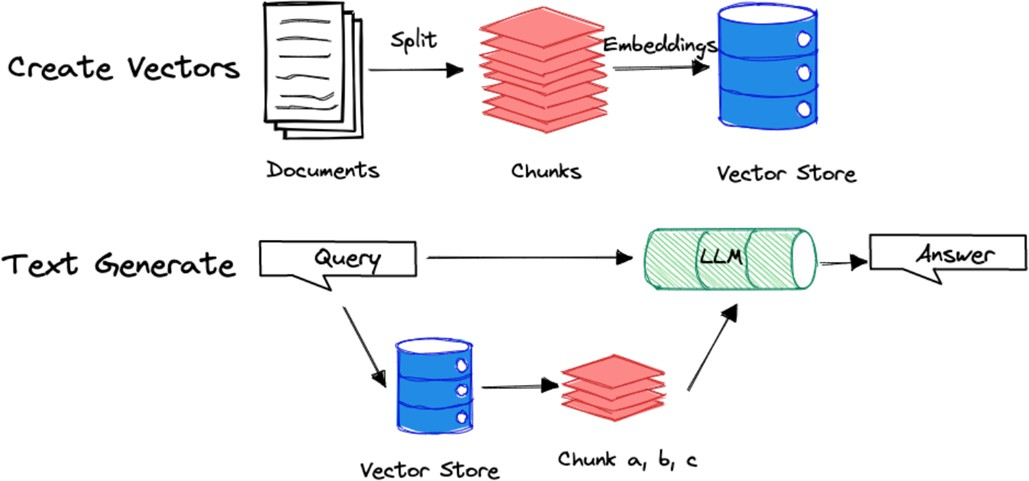 Create Vectors
Split
Embeddings
Documents
Chunks
Vector Store
Text Generate
Query
LLM
Answer
Vector Store
Chunk a, b, c